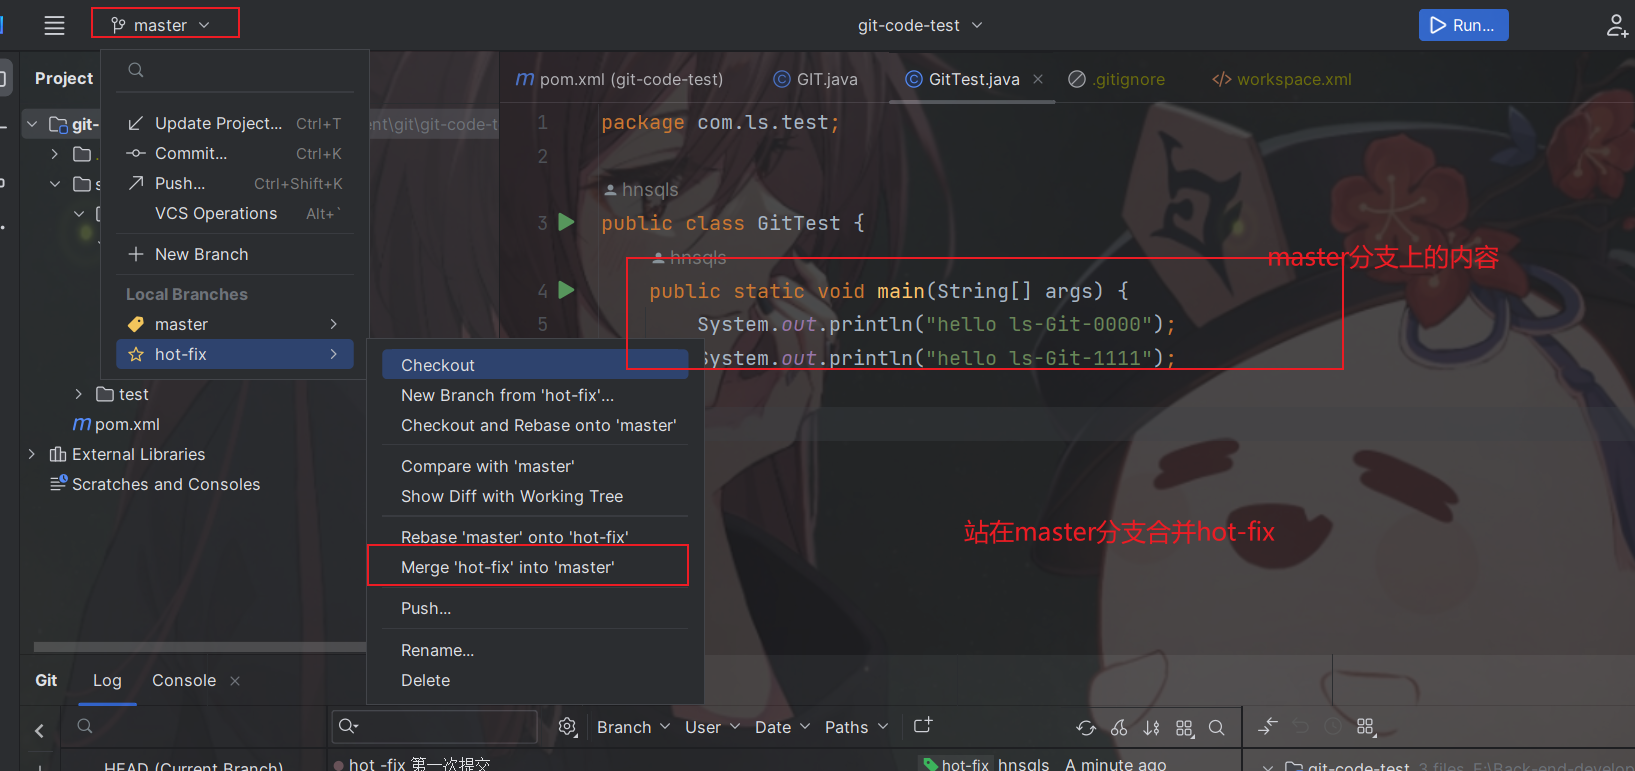 master
git-code-test
Run...
Project
pom.xml (git-code-test)
GIT.java
GitTest.java
.gitignore
workspace.xml
git-
ent\git\git-code-t
Update Project... Ctrl+T
Commit... Ctrl+K
Push... Ctrl+Shift+K
VCS Operations Alt+`
New Branch
Local Branches
master
hot-fix
test
pom.xml
External Libraries
Scratches and Consoles
1 package com.ls.test;
2
hnsqls
3 public class GitTest {
hnsqls
master分支上的内容
4 public static void main(String[] args) {
5 System.out.println("hello ls-Git-0000");
System.out.println("hello ls-Git-1111");
Checkout
New Branch from 'hot-fix'...
Checkout and Rebase onto 'master'
Compare with 'master'
Show Diff with Working Tree
Rebase 'master' onto 'hot-fix'
Merge 'hot-fix' into 'master'
Push...
Rename...
Delete
站在master分支合并hot-fix
Git Log Console
Branch User Date Paths
HEAD (Current Branch)
hot -fix 第一次提交
hot-fix hnsqls A minute ago
git-code-test 3 files E:\Back-end-develop